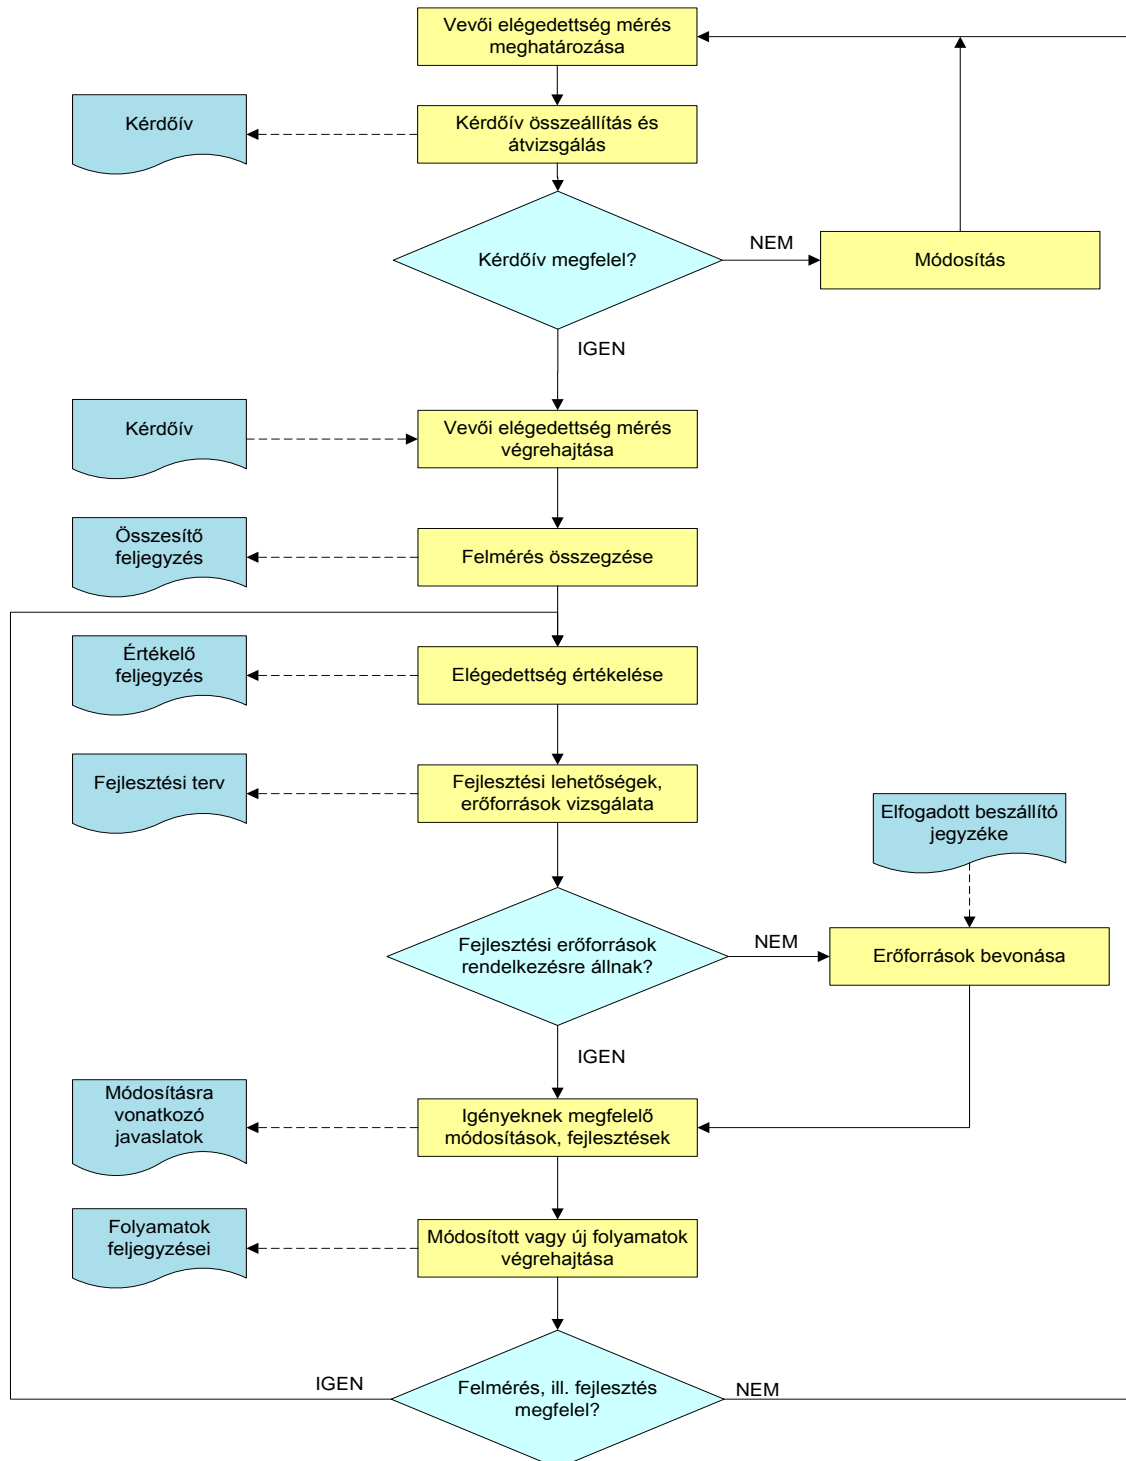 Vevői elégedettség mérés
meghatározása
Kérdőív
Kérdőív összeállítás és
átvizsgálás
Kérdőív megfelel?
NEM
Módosítás
IGEN
Kérdőív
Vevői elégedettség mérés
végrehajtása
Összesítő
feljegyzés
Felmérés összegzése
Értékelő
feljegyzés
Elégedettség értékelése
Fejlesztési terv
Fejlesztési lehetőségek,
erőforrások vizsgálata
Elfogadott beszállító
jegyzéke
Fejlesztési erőforrások
rendelkezésre állnak?
NEM
Erőforrások bevonása
IGEN
Módosításra
vonatkozó
javaslatok
Igényeknek megfelelő
módosítások, fejlesztések
Folyamatok
feljegyzései
Módosított vagy új folyamatok
végrehajtása
IGEN
Felmérés, ill. fejlesztés
megfelel?
NEM